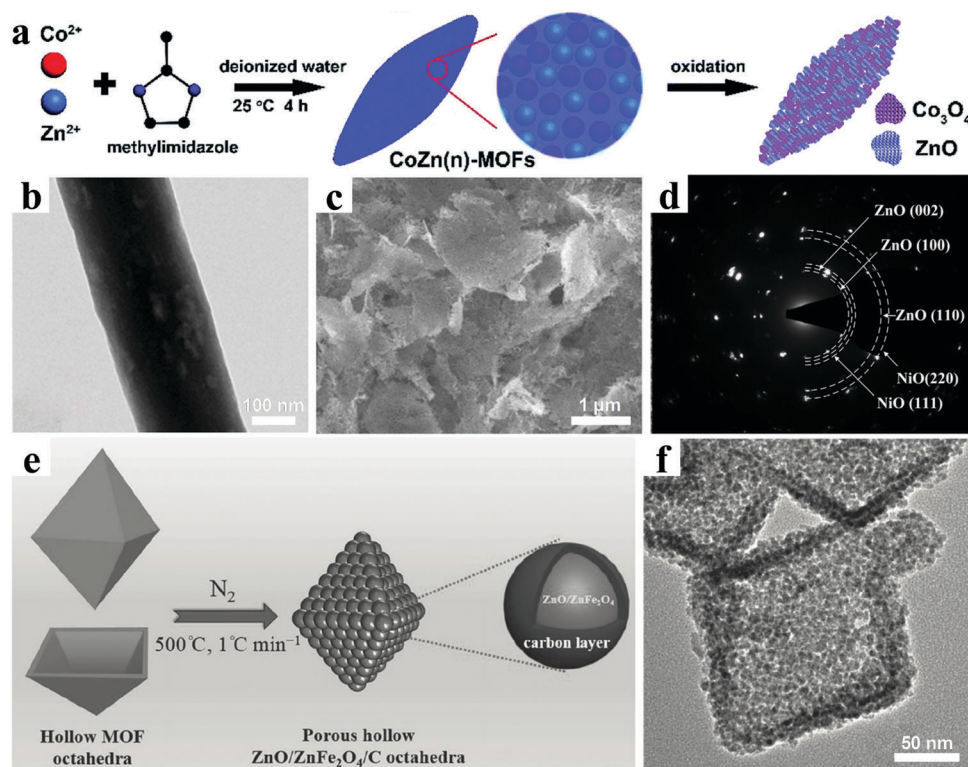 a
Co²⁺
Zn²⁺
+
methylimidazole
deionized water
25 °C 4 h
CoZn(n)-MOFs
oxidation
Co₃O₄
ZnO
b
100 nm
c
1 μm
d
ZnO (002)
ZnO (100)
ZnO (110)
NiO(220)
NiO (111)
e
N₂
500℃, 1℃ min⁻¹
ZnO/ZnFe₂O₄
carbon layer
Hollow MOF
octahedra
Porous hollow
ZnO/ZnFe₂O₄/C octahedra
f
50 nm